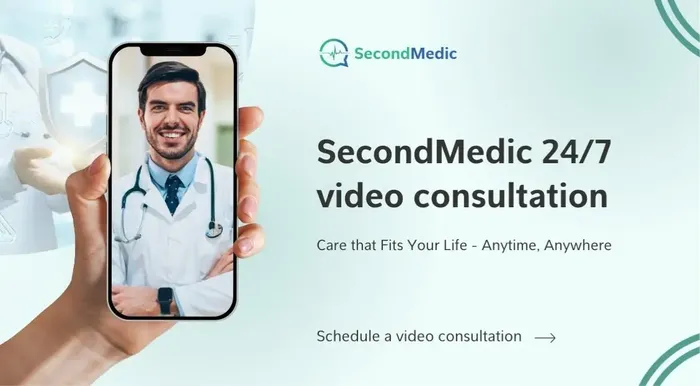 SecondMedic
SecondMedic 24/7
video consultation
Care that Fits Your Life - Anytime, Anywhere
Schedule a video consultation